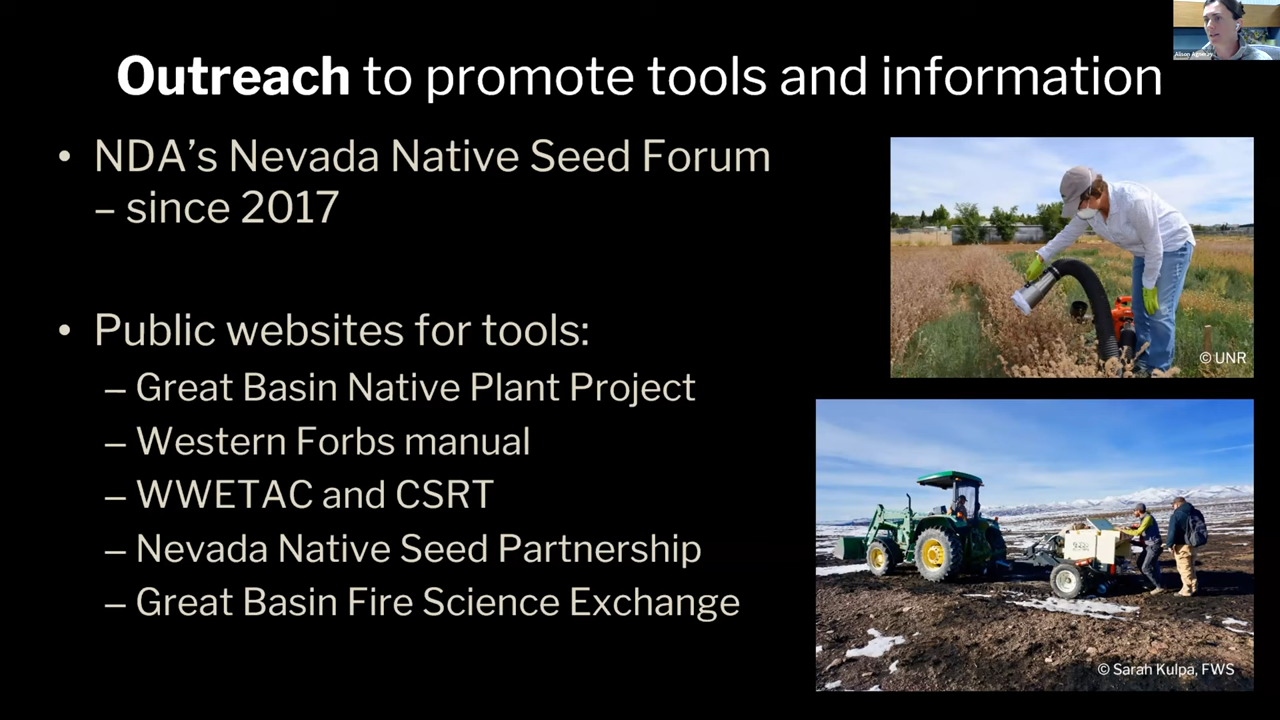 Outreach to promote tools and information
• NDA's Nevada Native Seed Forum
– since 2017
• Public websites for tools:
– Great Basin Native Plant Project
– Western Forbs manual
– WWETAC and CSRT
– Nevada Native Seed Partnership
– Great Basin Fire Science Exchange
© UNR
© Sarah Kulpa, FWS
Alison